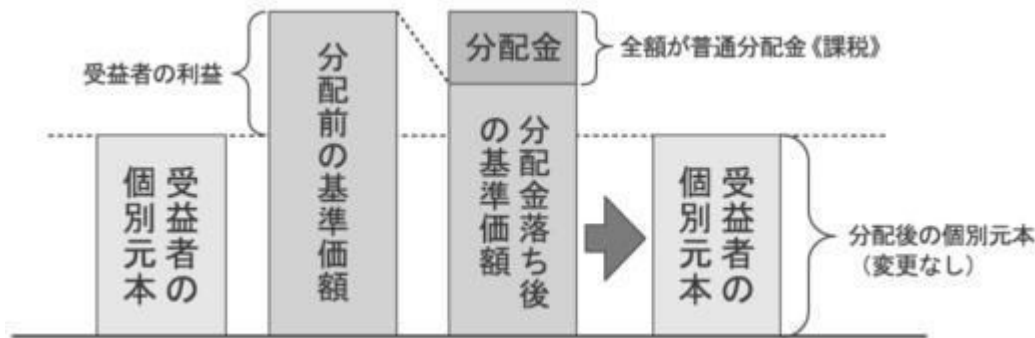 受益者の利益
受益者の
個別元本
分配前の基準価額
分配金
全額が普通分配金《課税》
分配金落ち後
の基準価額
受益者の
個別元本
分配後の個別元本
(変更なし)